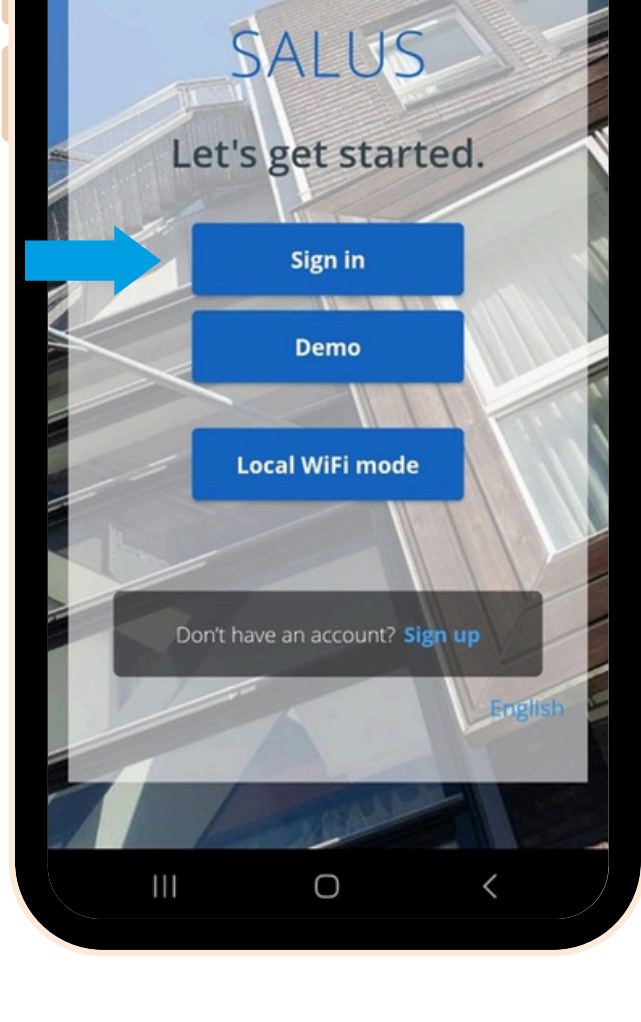 SALUS
Let's get started.
Sign in
Demo
Local WiFi mode
Don't have an account? Sign up
English